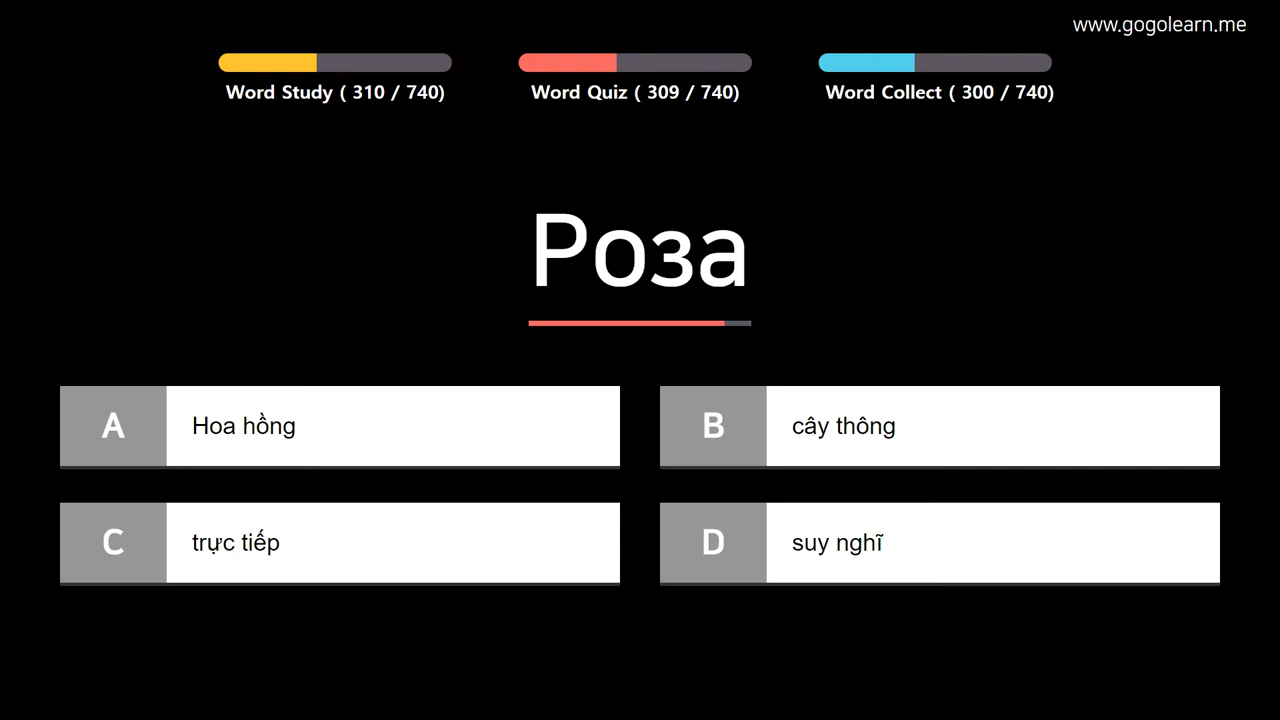 www.gogolearn.me
Word Study ( 310 / 740)
Word Quiz ( 309 / 740)
Word Collect ( 300 / 740)
Роза
A
Hoa hồng
B
cây thông
C
trực tiếp
D
suy nghĩ